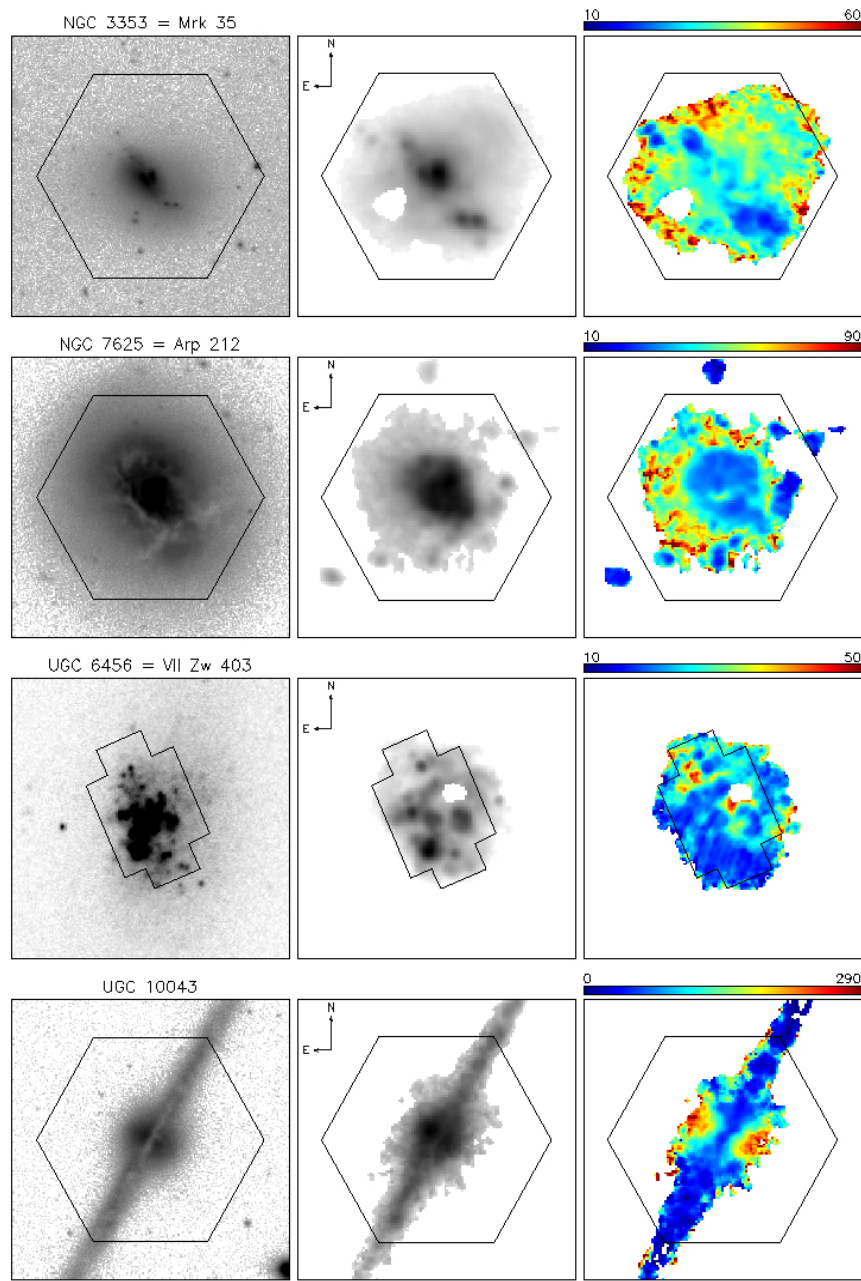 NGC 3353 = Mrk 35
10 60
N
E
NGC 7625 = Arp 212
10 90
N
E
UGC 6456 = VII Zw 403
10 50
N
E
UGC 10043
0 290
N
E